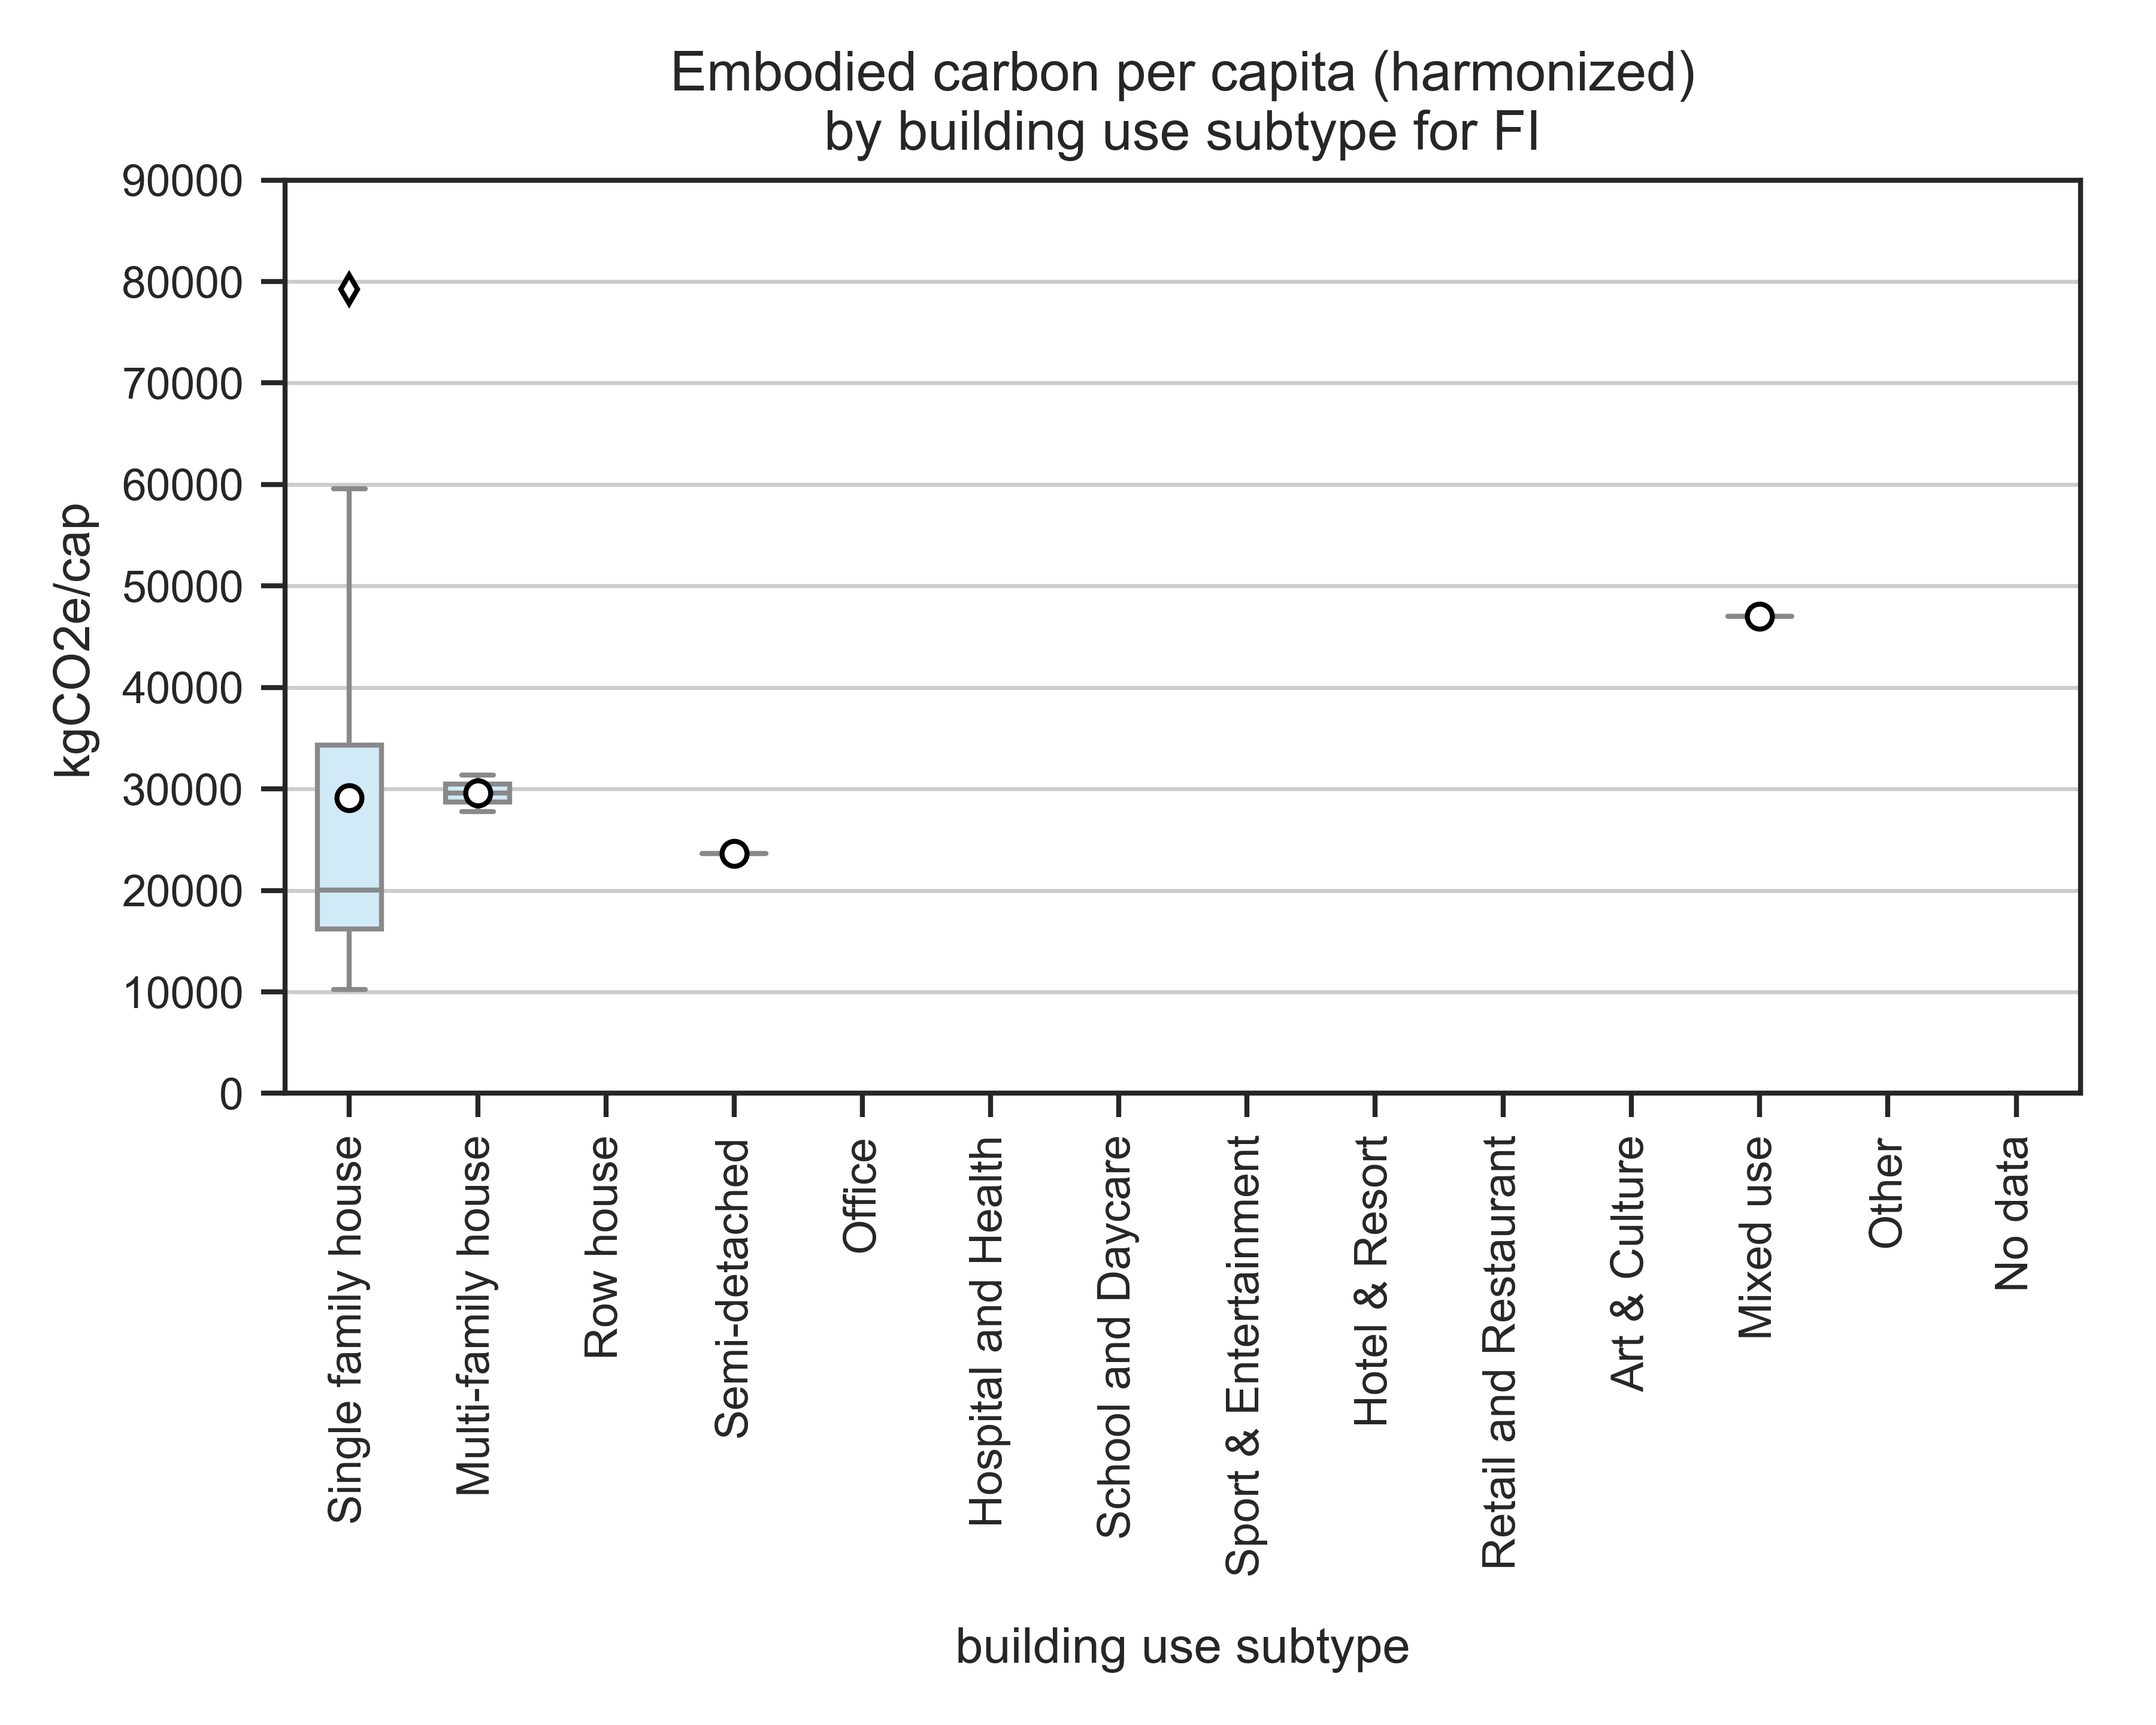 Embodied carbon per capita (harmonized)
by building use subtype for FI
kgCO2e/cap
90000
80000
70000
60000
50000
40000
30000
20000
10000
0
Single family house
Multi-family house
Row house
Semi-detached
Office
Hospital and Health
School and Daycare
Sport & Entertainment
Hotel & Resort
Retail and Restaurant
Art & Culture
Mixed use
Other
No data
building use subtype